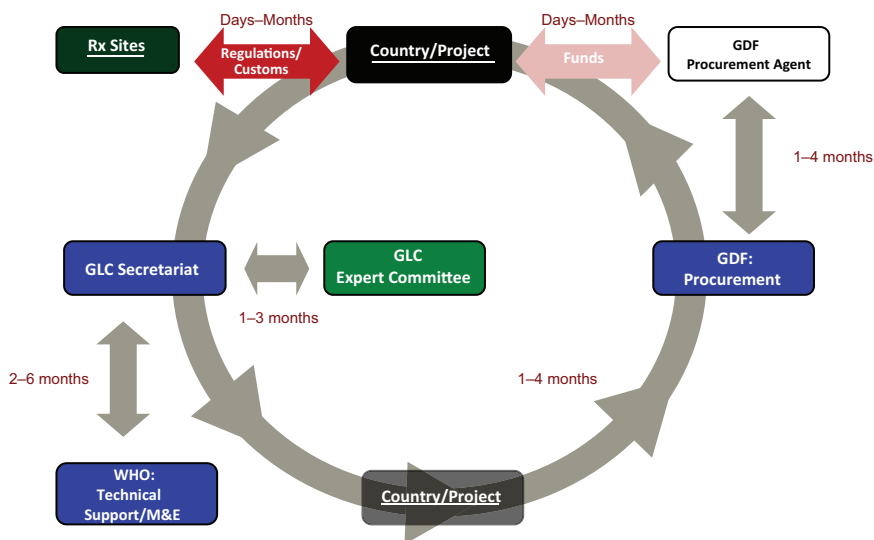 Days–Months
Days–Months
Rx Sites
Regulations/
Customs
Country/Project
Funds
GDF
Procurement Agent
1–4 months
GLC Secretariat
GLC
Expert Committee
GDF:
Procurement
1–3 months
2–6 months
1–4 months
WHO:
Technical
Support/M&E
Country/Project